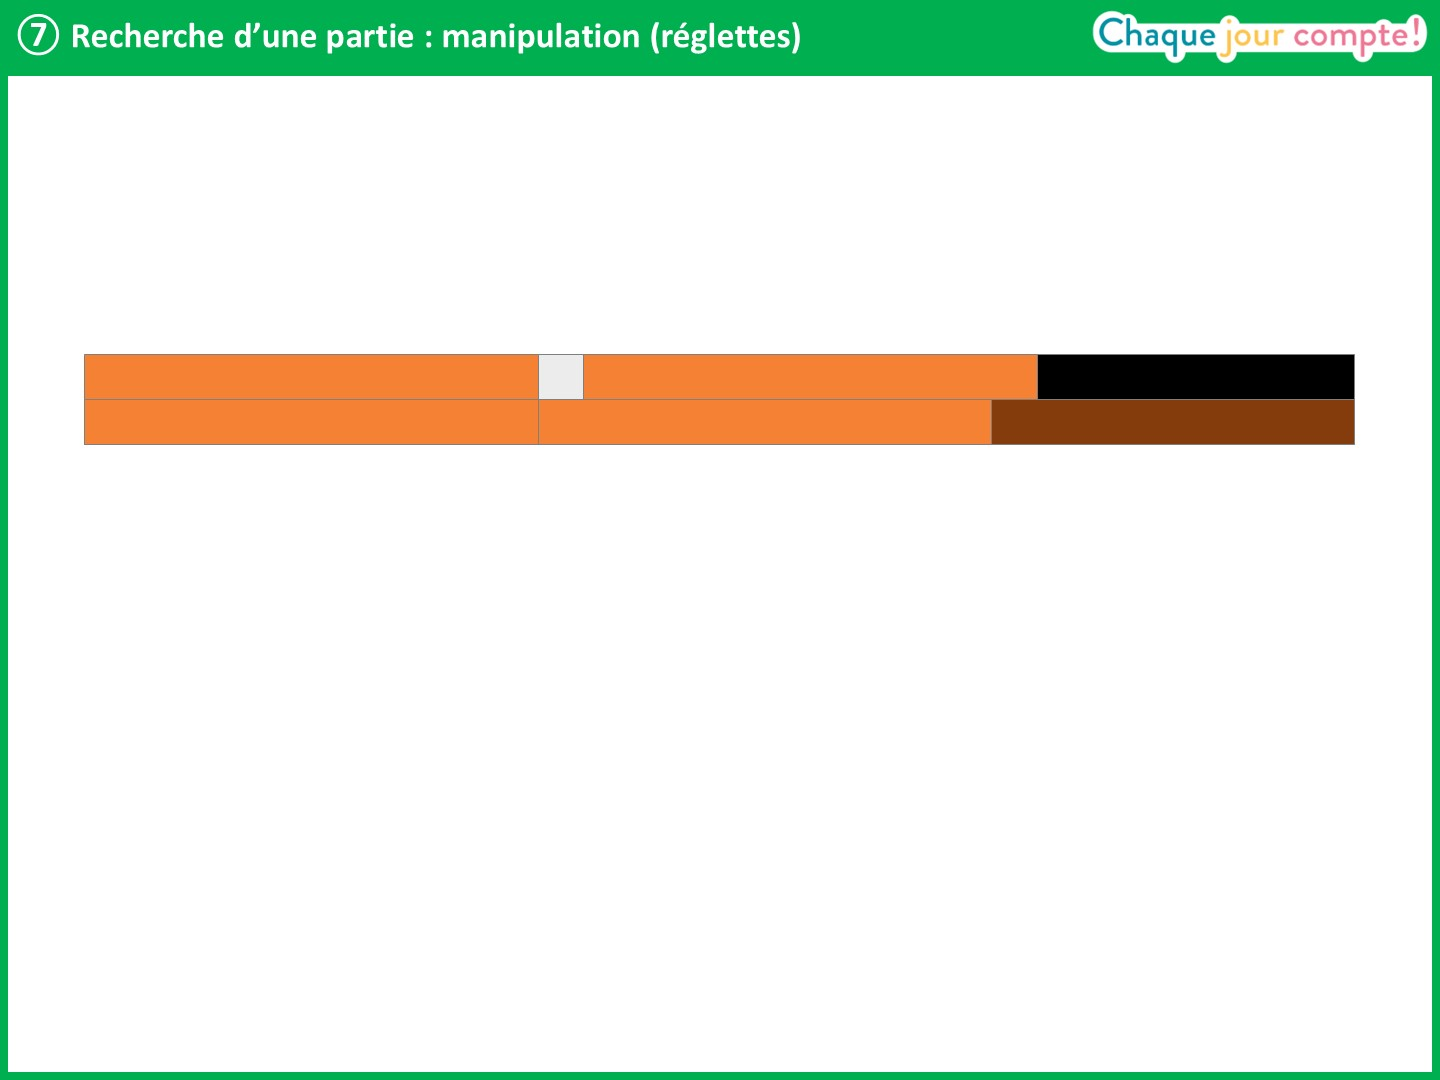 7 Recherche d’une partie : manipulation (réglettes)
Chaque jour compte!